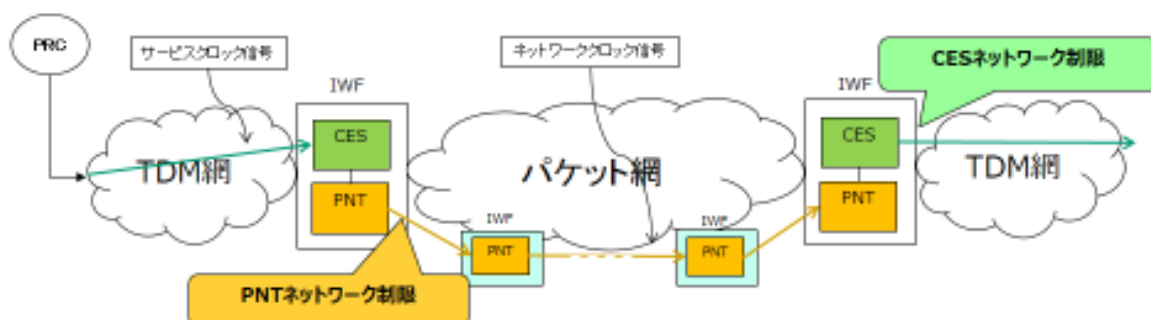 PRC
サービスクロック信号
ネットワーククロック信号
CESネットワーク制限
IWF
IWF
CES
CES
TDM網
パケット網
TDM網
PNT
PNT
IWF
IWF
PNT
PNT
PNTネットワーク制限